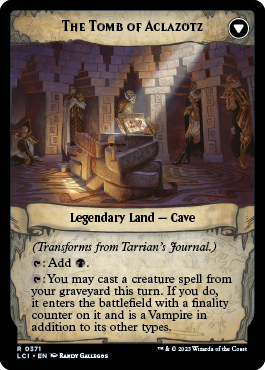 The Tomb of Aclazotz
Legendary Land — Cave
(Transforms from Tarrian's Journal.)
: Add .
: You may cast a creature spell from
your graveyard this turn. If you do,
it enters the battlefield with a finality
counter on it and is a Vampire in
addition to its other types.
R 0371
LCI • EN Randy Gallegos
™ & © 2023 Wizards of the Coast